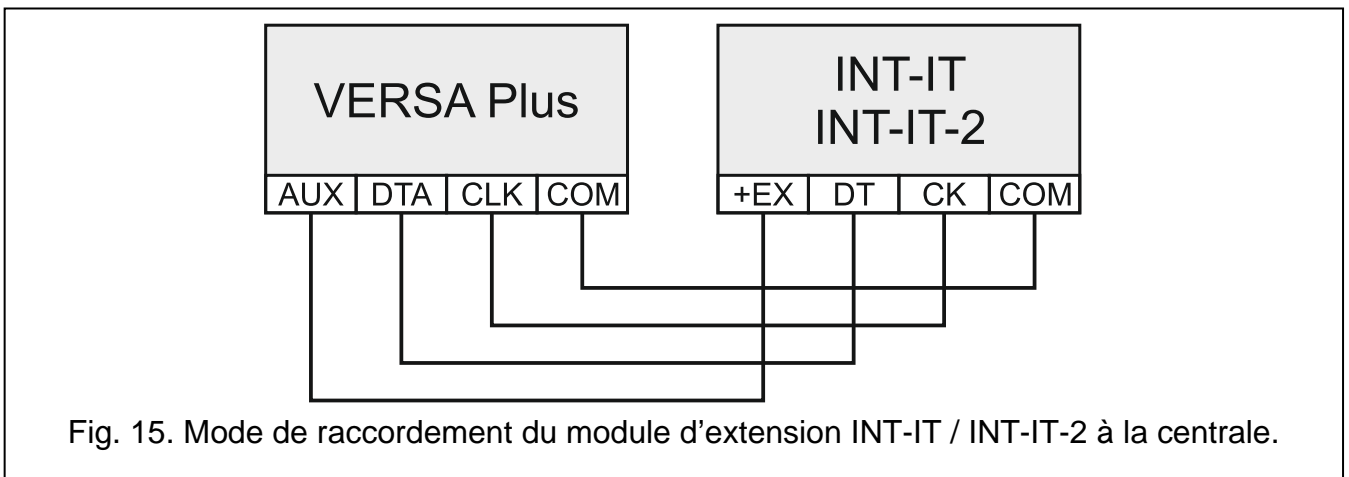 VERSA Plus
AUX DTA CLK COM
INT-IT
INT-IT-2
+EX DT CK COM
Fig. 15. Mode de raccordement du module d’extension INT-IT / INT-IT-2 à la centrale.